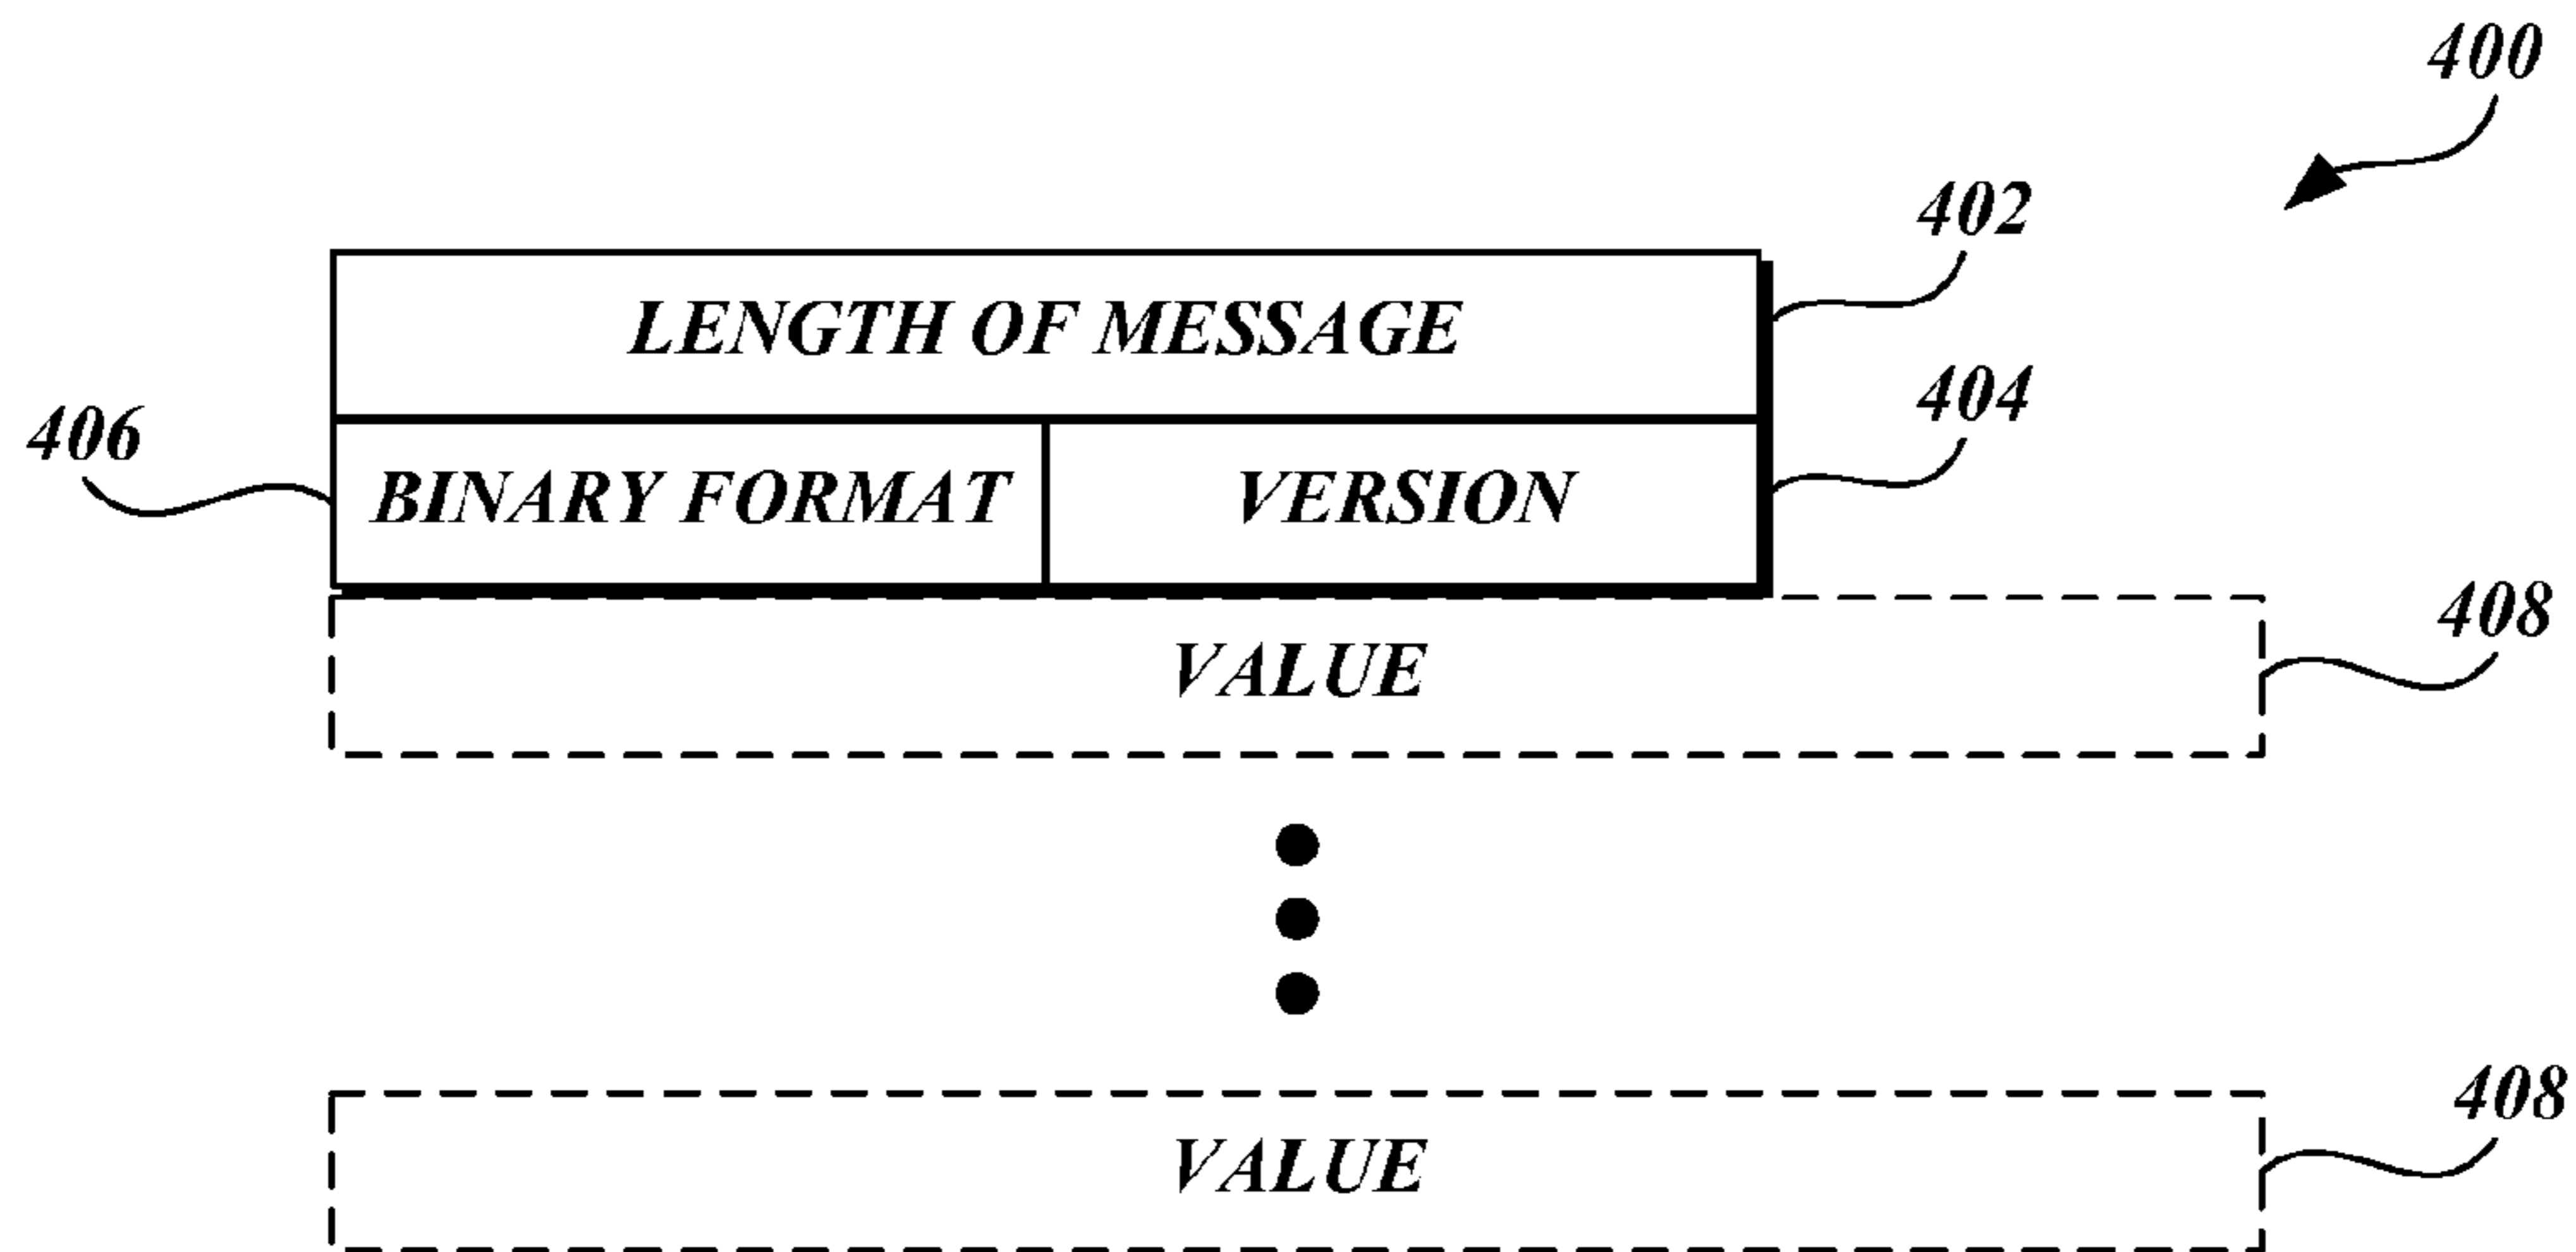 400
402
LENGTH OF MESSAGE
404
406
BINARY FORMAT
VERSION
408
VALUE
408
VALUE